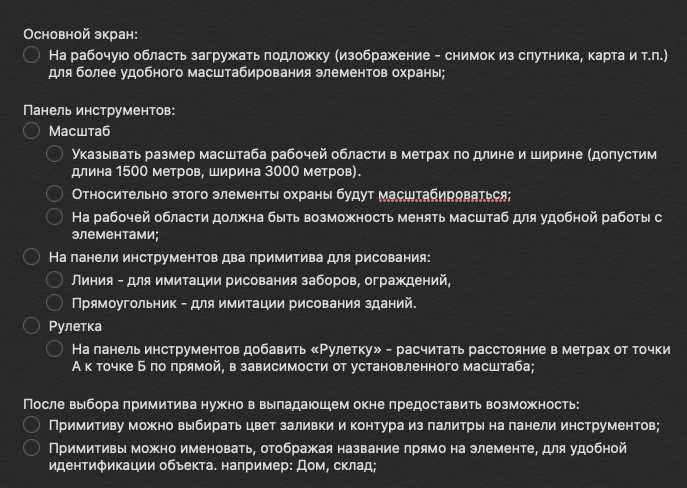 Основной экран:
На рабочую область загружать подложку (изображение - снимок из спутника, карта и т.п.)
для более удобного масштабирования элементов охраны;
Панель инструментов:
Масштаб
Указывать размер масштаба рабочей области в метрах по длине и ширине (допустим
длина 1500 метров, ширина 3000 метров).
Относительно этого элементы охраны будут масштабироваться;
На рабочей области должна быть возможность менять масштаб для удобной работы с
элементами;
На панели инструментов два примитива для рисования:
Линия - для имитации рисования заборов, ограждений,
Прямоугольник - для имитации рисования зданий.
Рулетка
На панель инструментов добавить «Рулетку» - расчитать расстояние в метрах от точки
А к точке Б по прямой, в зависимости от установленного масштаба;
После выбора примитива нужно в выпадающем окне предоставить возможность:
Примитиву можно выбирать цвет заливки и контура из палитры на панели инструментов;
Примитивы можно именовать, отображая название прямо на элементе, для удобной
идентификации объекта. например: Дом, склад;